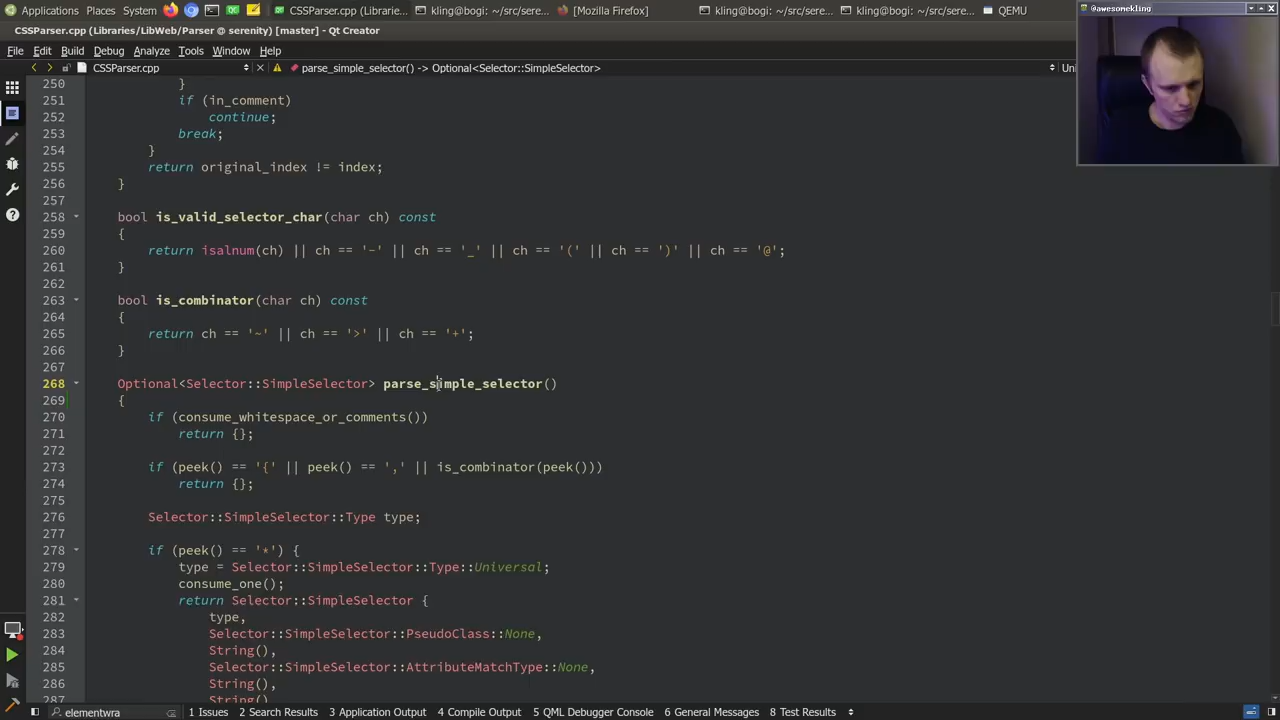 Applications Places System CSSParser.cpp (Librarie... kling@bogi: ~/src/sere... [Mozilla Firefox] kling@bogi: ~/src/sere... kling@bogi: ~/src/sere... QEMU
@awesomekling
CSSParser.cpp (Libraries/LibWeb/Parser @ serenity) [master] - Qt Creator
File Edit Build Debug Analyze Tools Window Help
CSSParser.cpp parse_simple_selector() -> Optional<Selector::SimpleSelector>
250 }
251 if (in_comment)
252 continue;
253 break;
254 }
255 return original_index != index;
256 }
257
258 bool is_valid_selector_char(char ch) const
259 {
260 return isalnum(ch) || ch == '-' || ch == '_' || ch == '(' || ch == ')' || ch == '@';
261 }
262
263 bool is_combinator(char ch) const
264 {
265 return ch == '~' || ch == '>' || ch == '+';
266 }
267
268 Optional<Selector::SimpleSelector> parse_simple_selector()
269 {
270 if (consume_whitespace_or_comments())
271 return {};
272
273 if (peek() == '{' || peek() == ',' || is_combinator(peek()))
274 return {};
275
276 Selector::SimpleSelector::Type type;
277
278 if (peek() == '*') {
279 type = Selector::SimpleSelector::Type::Universal;
280 consume_one();
281 return Selector::SimpleSelector {
282 type,
283 Selector::SimpleSelector::PseudoClass::None,
284 String(),
285 Selector::SimpleSelector::AttributeMatchType::None,
286 String(),
287 String()
elementwra 1 Issues 2 Search Results 3 Application Output 4 Compile Output 5 QML Debugger Console 6 General Messages 8 Test Results